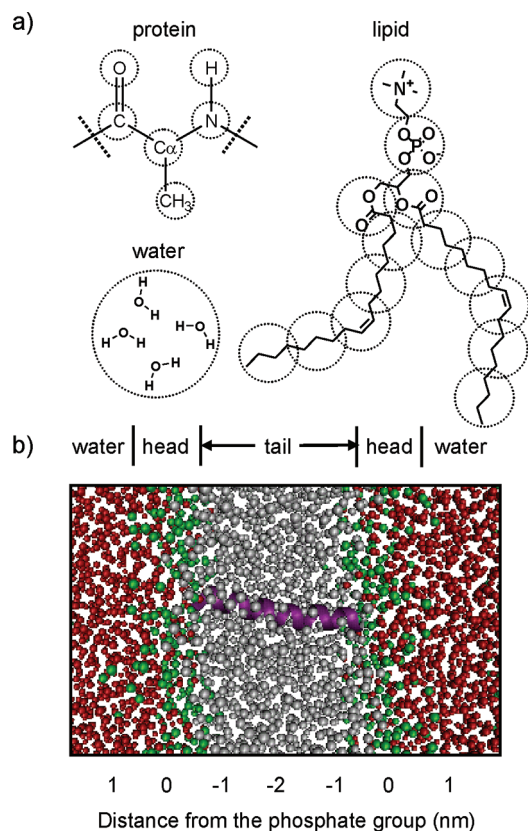 a)
protein
lipid
O
H
C
N
Cα
CH₃
N⁺
O
O
P
O
O⁻
O
O
O
O
water
H
O
H
H
O
H
H
O
H
O
H
H
water head tail head water
b)
1 0 -1 -2 -1 0 1
Distance from the phosphate group (nm)